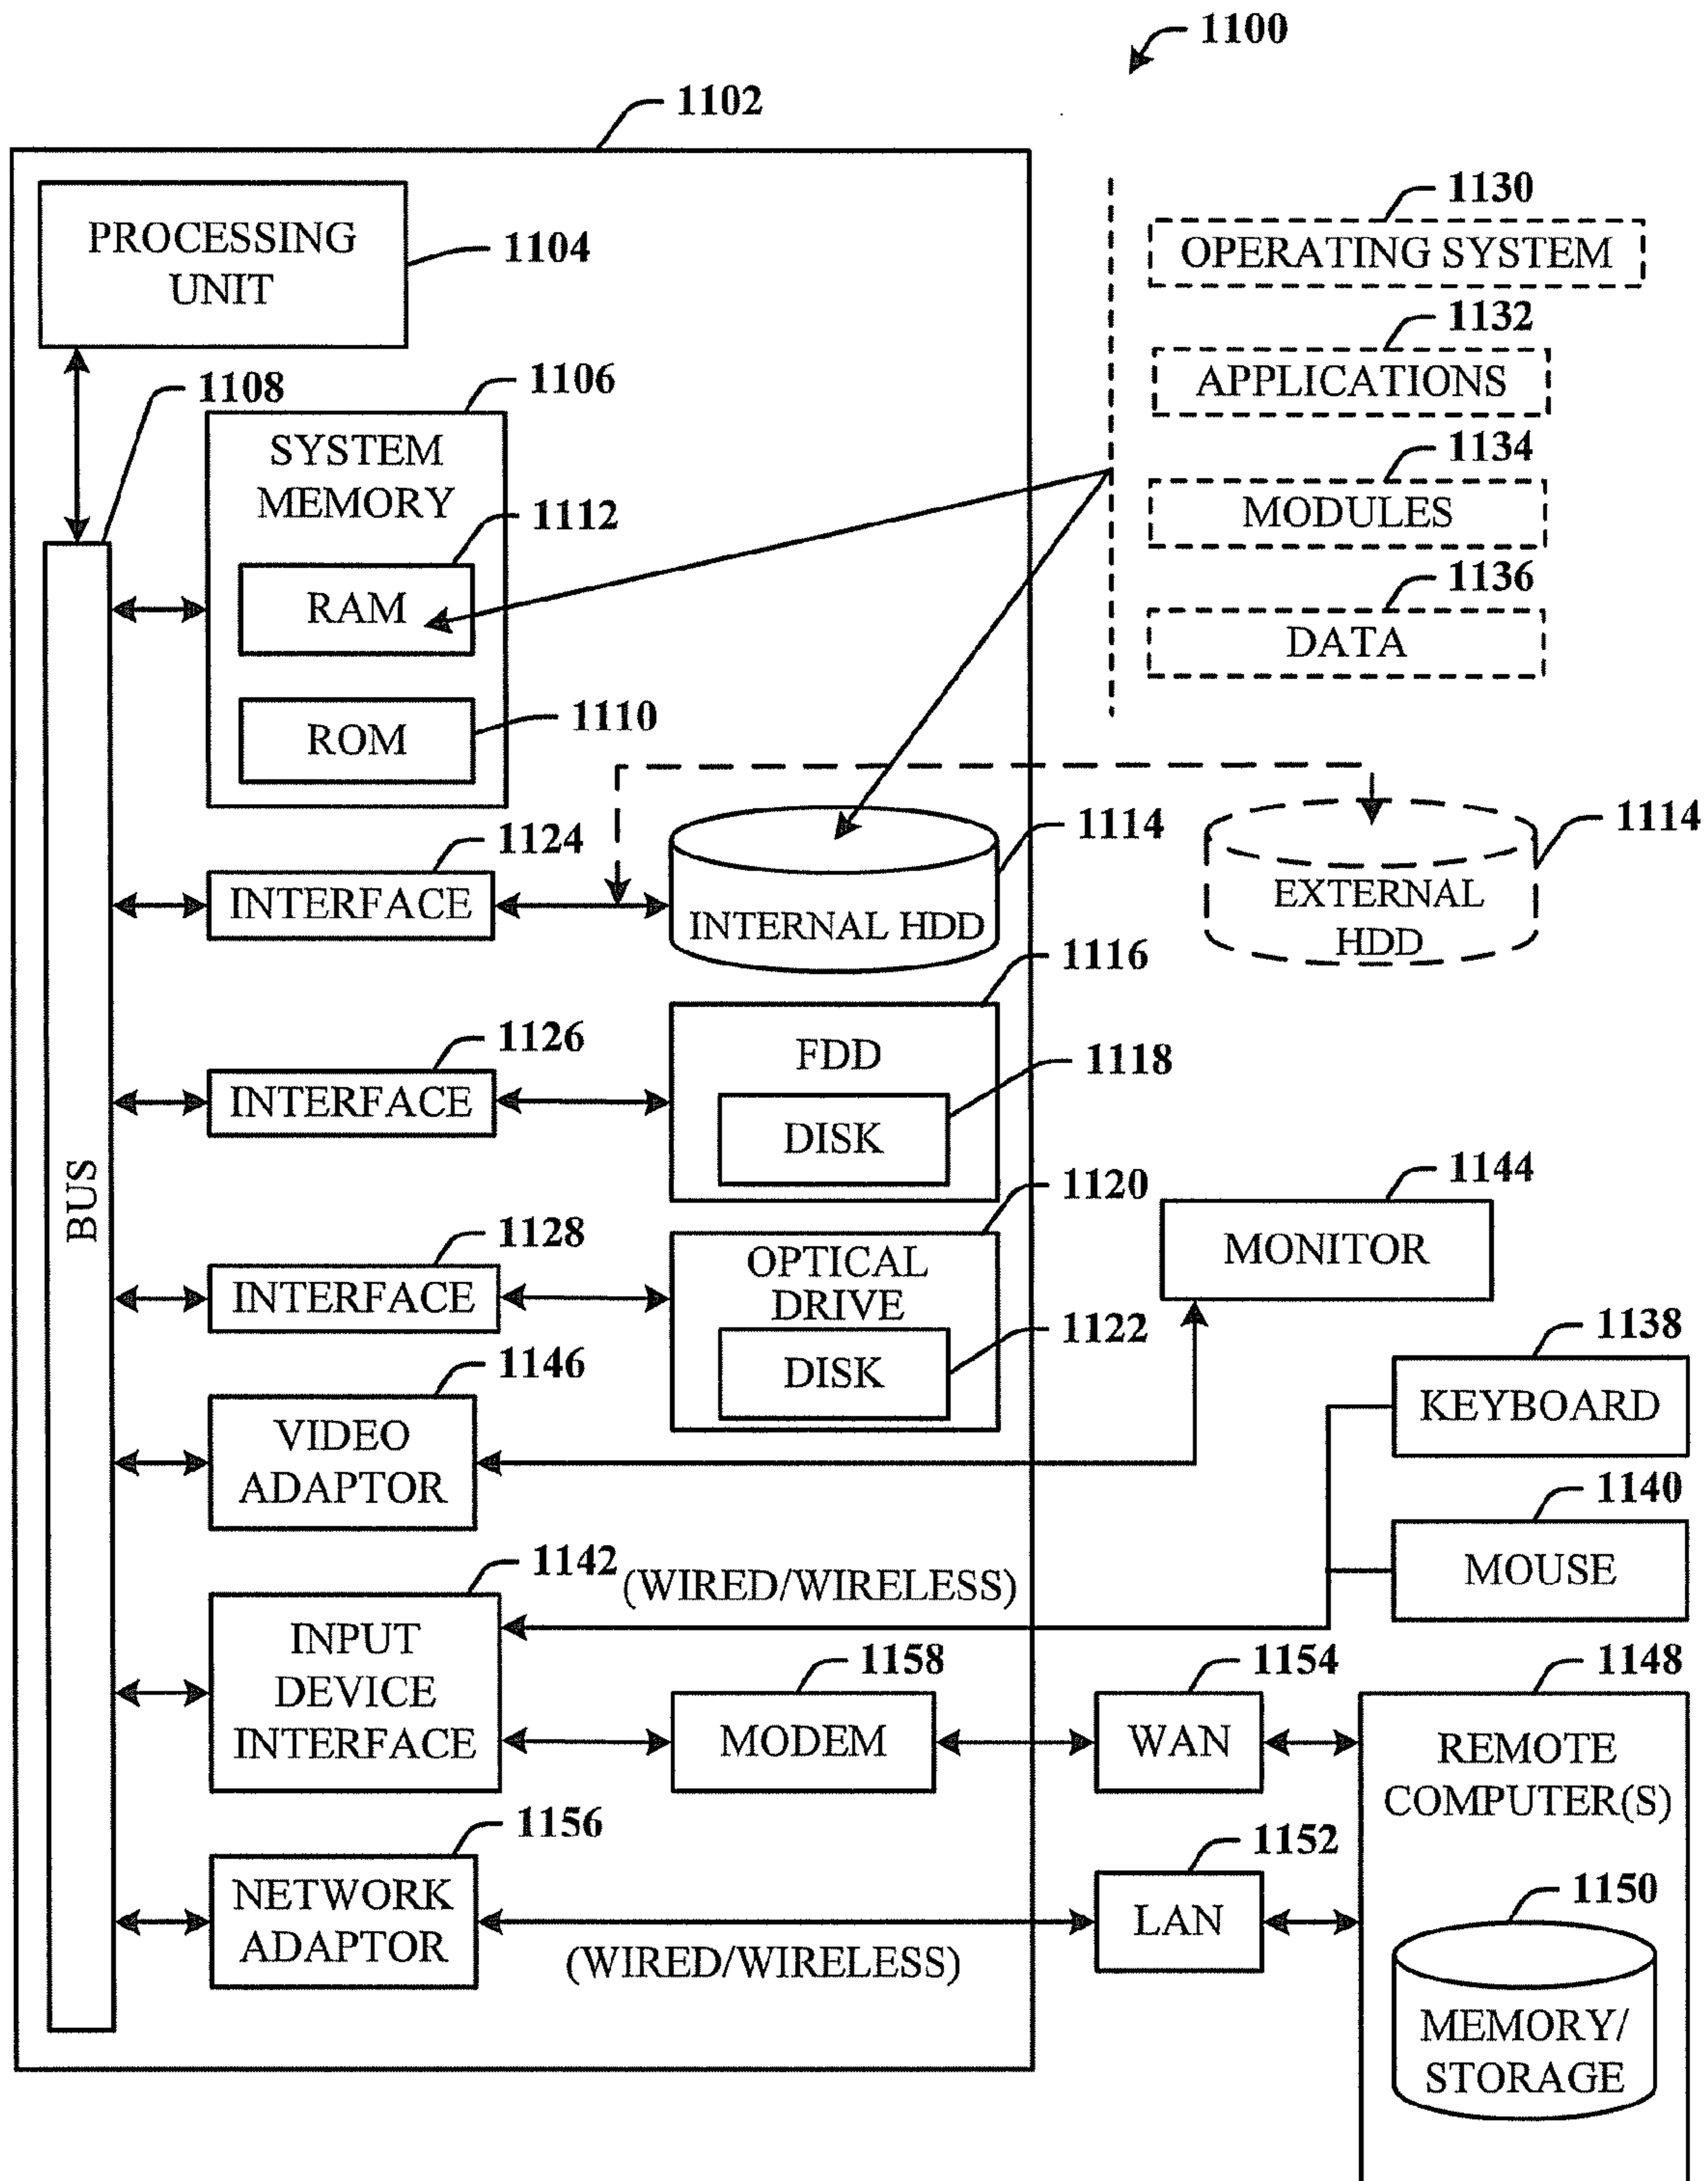 1100
1102
PROCESSING
UNIT
1104
1130
OPERATING SYSTEM
1132
APPLICATIONS
1134
MODULES
1136
DATA
1108
1106
SYSTEM
MEMORY
1112
RAM
1110
ROM
1124
INTERFACE
1114
INTERNAL HDD
1114
EXTERNAL
HDD
1126
INTERFACE
1116
FDD
1118
DISK
BUS
1128
INTERFACE
1120
OPTICAL
DRIVE
1122
DISK
1144
MONITOR
1146
VIDEO
ADAPTOR
1138
KEYBOARD
1140
MOUSE
1142
(WIRED/WIRELESS)
INPUT
DEVICE
INTERFACE
1158
MODEM
1154
WAN
1148
REMOTE
COMPUTER(S)
1156
NETWORK
ADAPTOR
(WIRED/WIRELESS)
1152
LAN
1150
MEMORY/
STORAGE